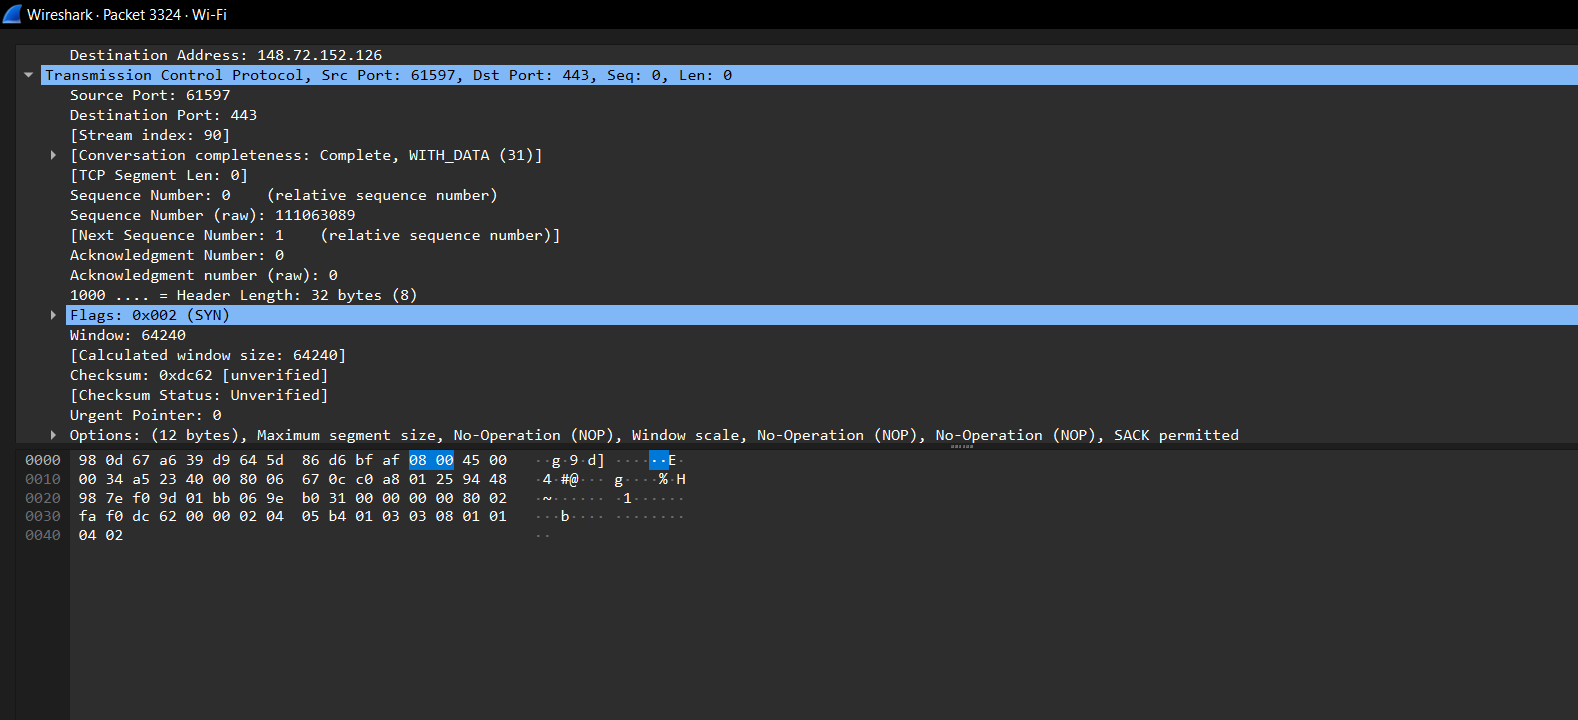 Wireshark · Packet 3324 · Wi-Fi
Destination Address: 148.72.152.126
Transmission Control Protocol, Src Port: 61597, Dst Port: 443, Seq: 0, Len: 0
Source Port: 61597
Destination Port: 443
[Stream index: 90]
[Conversation completeness: Complete, WITH_DATA (31)]
[TCP Segment Len: 0]
Sequence Number: 0    (relative sequence number)
Sequence Number (raw): 111063089
[Next Sequence Number: 1    (relative sequence number)]
Acknowledgment Number: 0
Acknowledgment number (raw): 0
1000 .... = Header Length: 32 bytes (8)
Flags: 0x002 (SYN)
Window: 64240
[Calculated window size: 64240]
Checksum: 0xdc62 [unverified]
[Checksum Status: Unverified]
Urgent Pointer: 0
Options: (12 bytes), Maximum segment size, No-Operation (NOP), Window scale, No-Operation (NOP), No-Operation (NOP), SACK permitted
0000  98 0d 67 a6 39 d9 64 5d  86 d6 bf af 08 00 45 00  ··g·9·d] ······E·
0010  00 34 a5 23 40 00 80 06  67 0c c0 a8 01 25 94 48  ·4·#@··· g····%·H
0020  98 7e f0 9d 01 bb 06 9e  b0 31 00 00 00 00 80 02  ·~······ ·1······
0030  fa f0 dc 62 00 00 02 04  05 b4 01 03 03 08 01 01  ···b···· ········
0040  04 02  ··